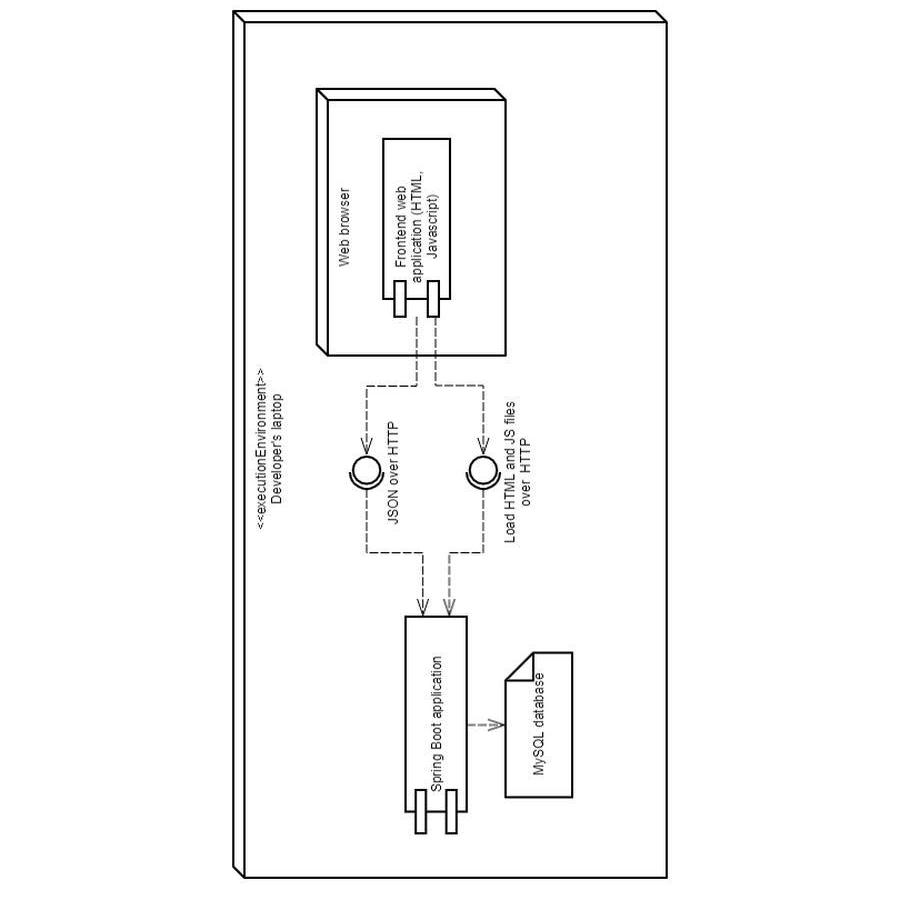 <<executionEnvironment>>
Developer's laptop
Web browser
Frontend web
application (HTML,
Javascript)
JSON over HTTP
Load HTML and JS files
over HTTP
Spring Boot application
MySQL database